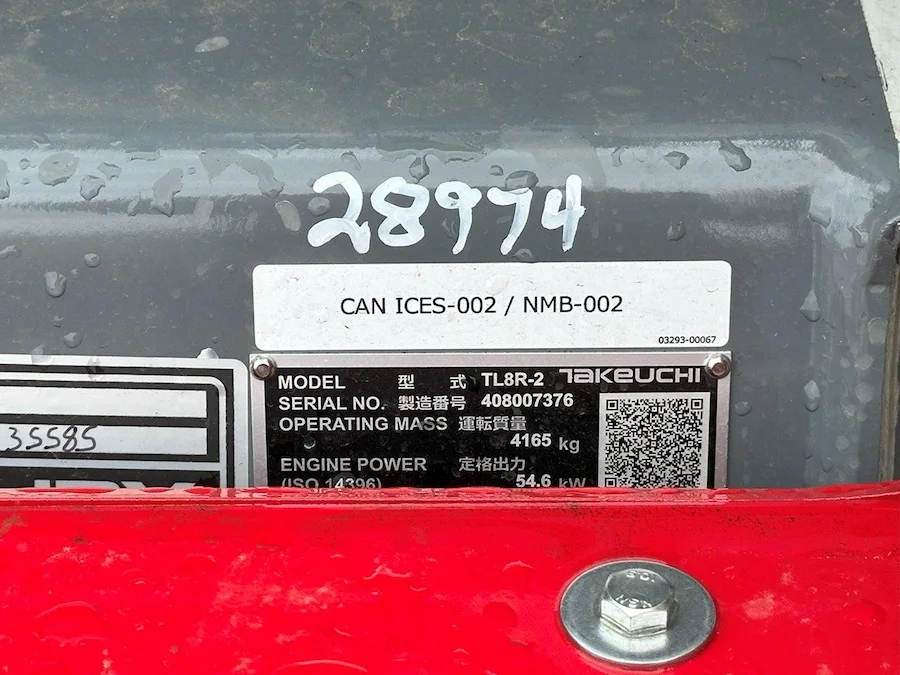 28974
CAN ICES-002 / NMB-002
03293-00067
MODEL 型 式 TL8R-2 TAKEUCHI
SERIAL NO. 製造番号 408007376
OPERATING MASS 運転質量
4165 kg
ENGINE POWER 定格出力
(ISO 14396) 54.6 kW
35585